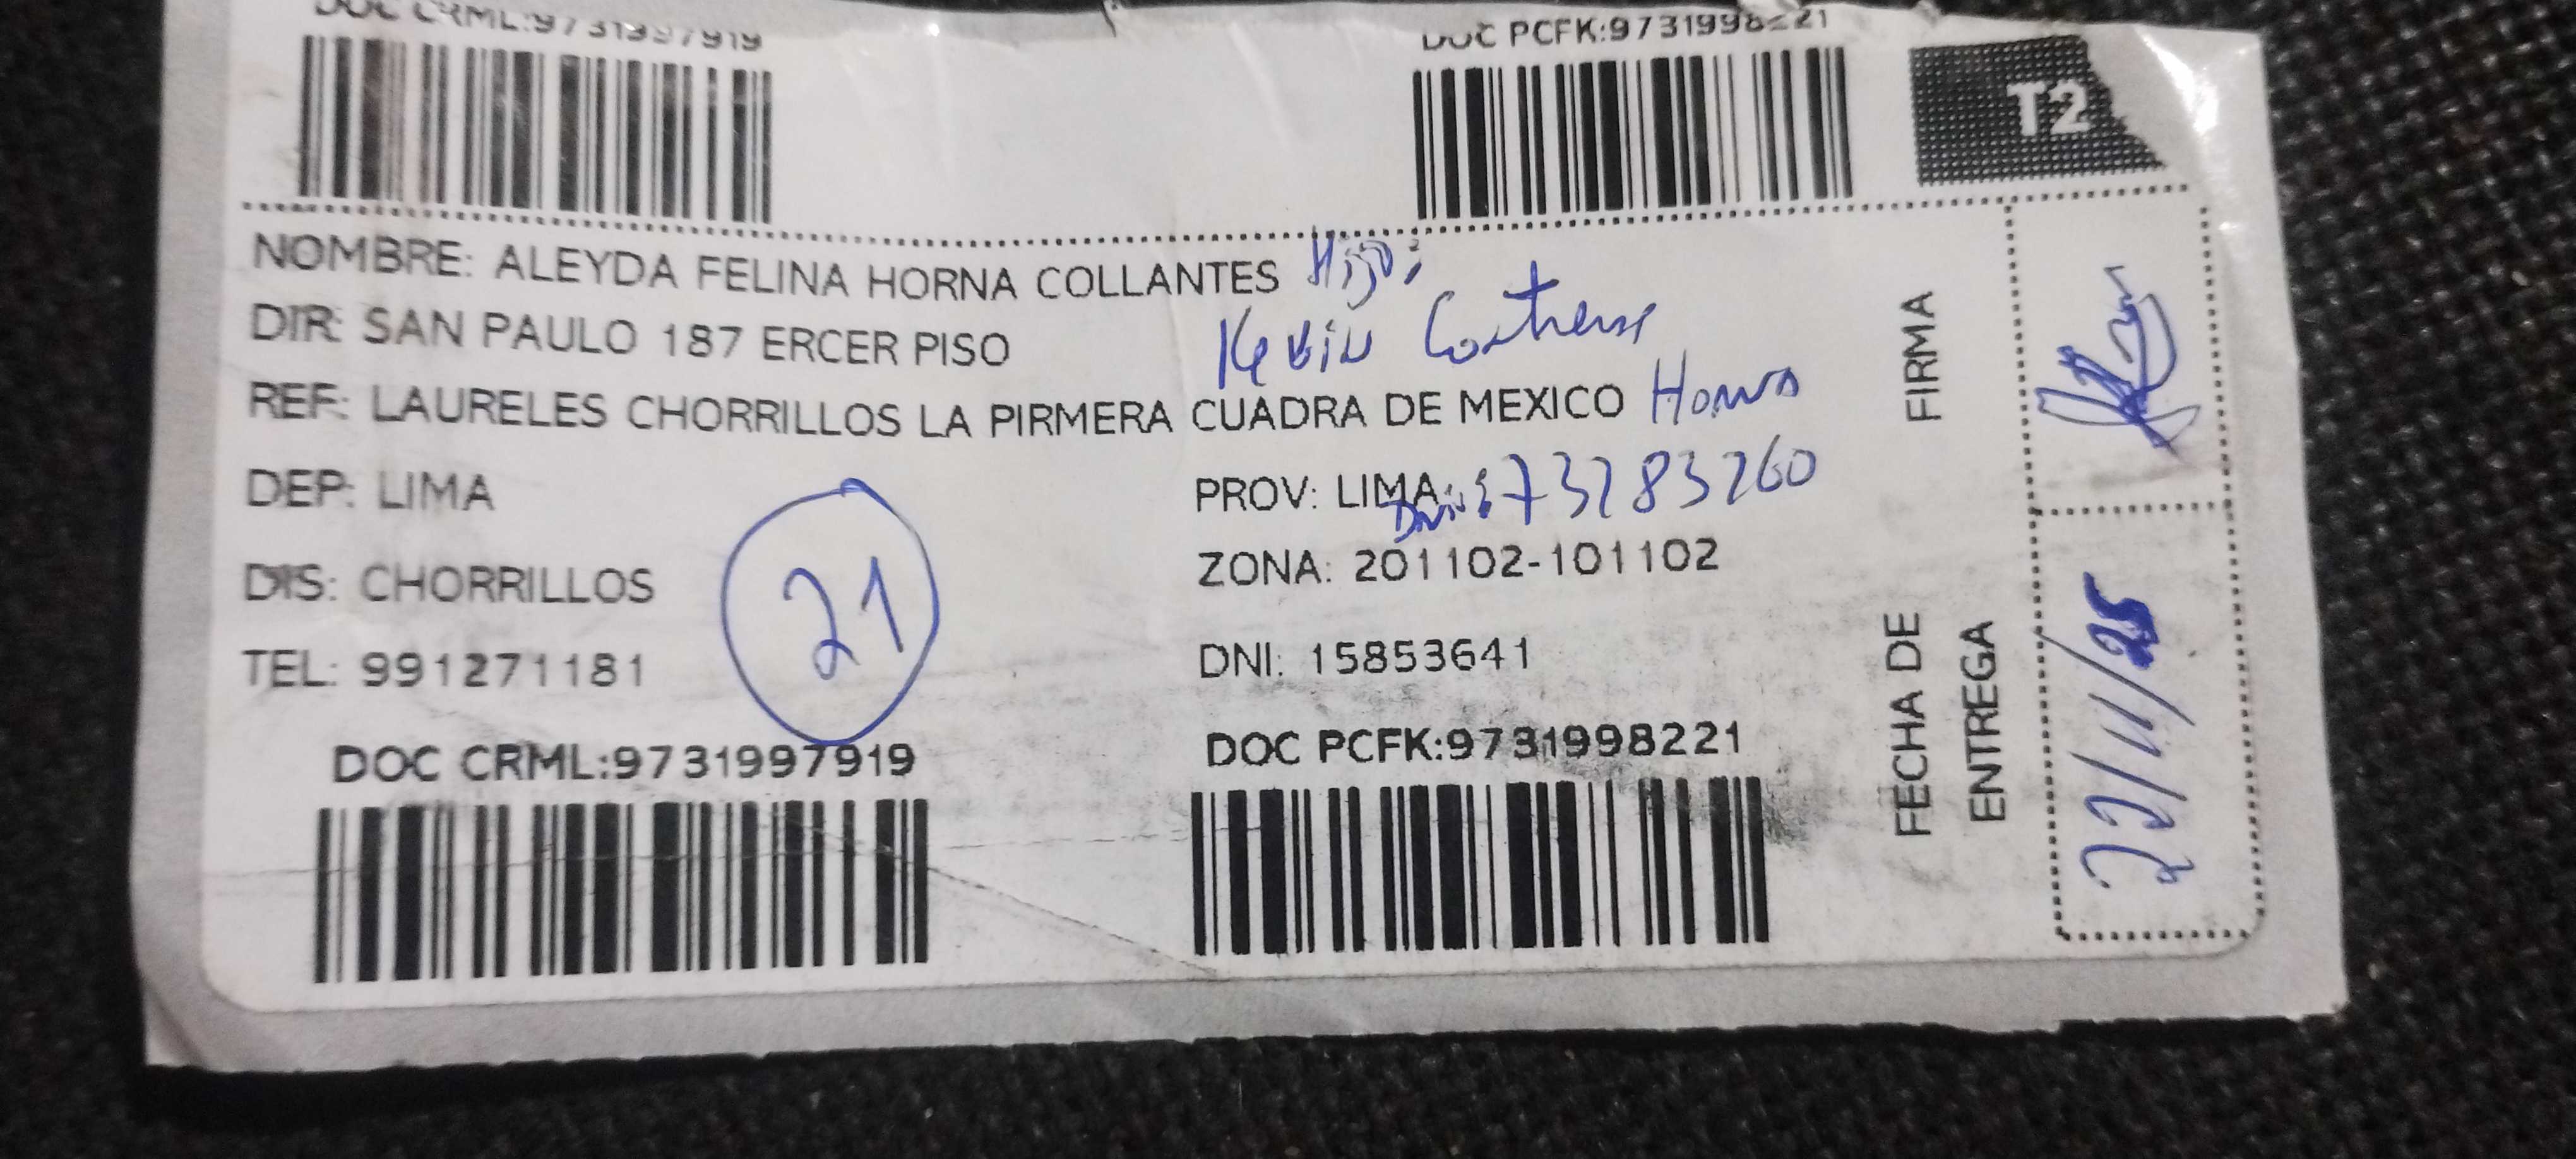 DOC CRML:9731997919
DOC PCFK:9731998221
T2
NOMBRE: ALEYDA FELINA HORNA COLLANTES Hijo:
Kevin Contreras
DIR: SAN PAULO 187 ERCER PISO
REF: LAURELES CHORRILLOS LA PIRMERA CUADRA DE MEXICO Horna
DEP: LIMA
PROV: LIMA DNI: 73283260
DIS: CHORRILLOS
21
ZONA: 201102-101102
TEL: 991271181
DNI: 15853641
DOC CRML:9731997919
DOC PCFK:9731998221
FIRMA
FECHA DE
ENTREGA
22/11/25